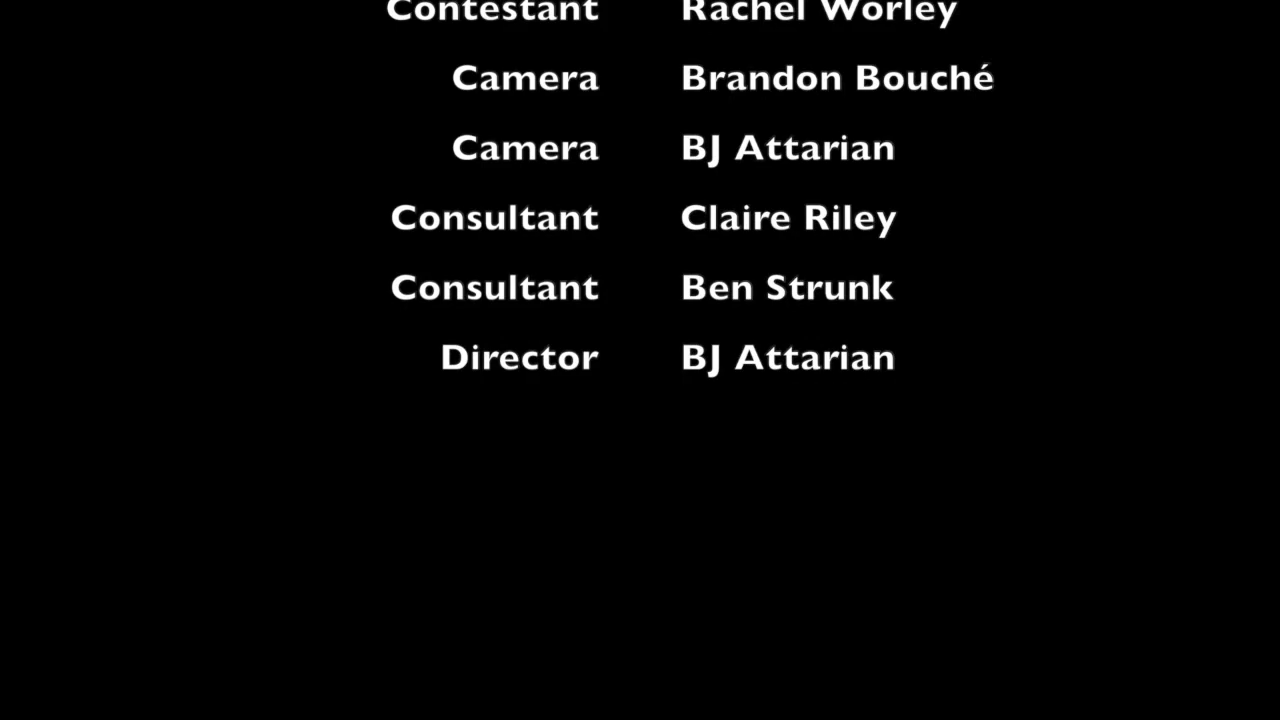 Contestant Rachel Worley
Camera Brandon Bouché
Camera BJ Attarian
Consultant Claire Riley
Consultant Ben Strunk
Director BJ Attarian